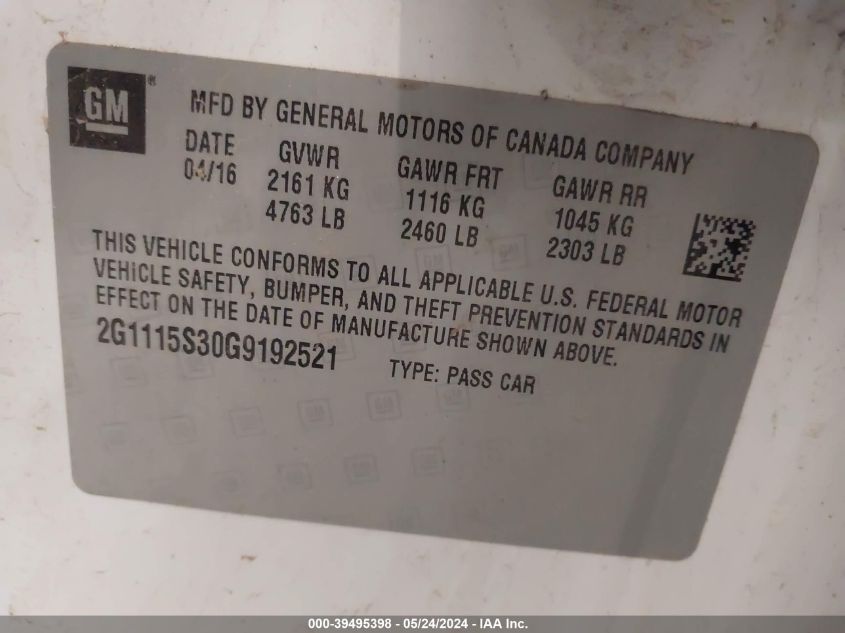 GM ®
MFD BY GENERAL MOTORS OF CANADA COMPANY
DATE GVWR GAWR FRT GAWR RR
04/16 2161 KG 1116 KG 1045 KG
4763 LB 2460 LB 2303 LB
THIS VEHICLE CONFORMS TO ALL APPLICABLE U.S. FEDERAL MOTOR
VEHICLE SAFETY, BUMPER, AND THEFT PREVENTION STANDARDS IN
EFFECT ON THE DATE OF MANUFACTURE SHOWN ABOVE.
2G1115S30G9192521 TYPE: PASS CAR
000-39495398 / 05/24/2024 - IAA Inc.